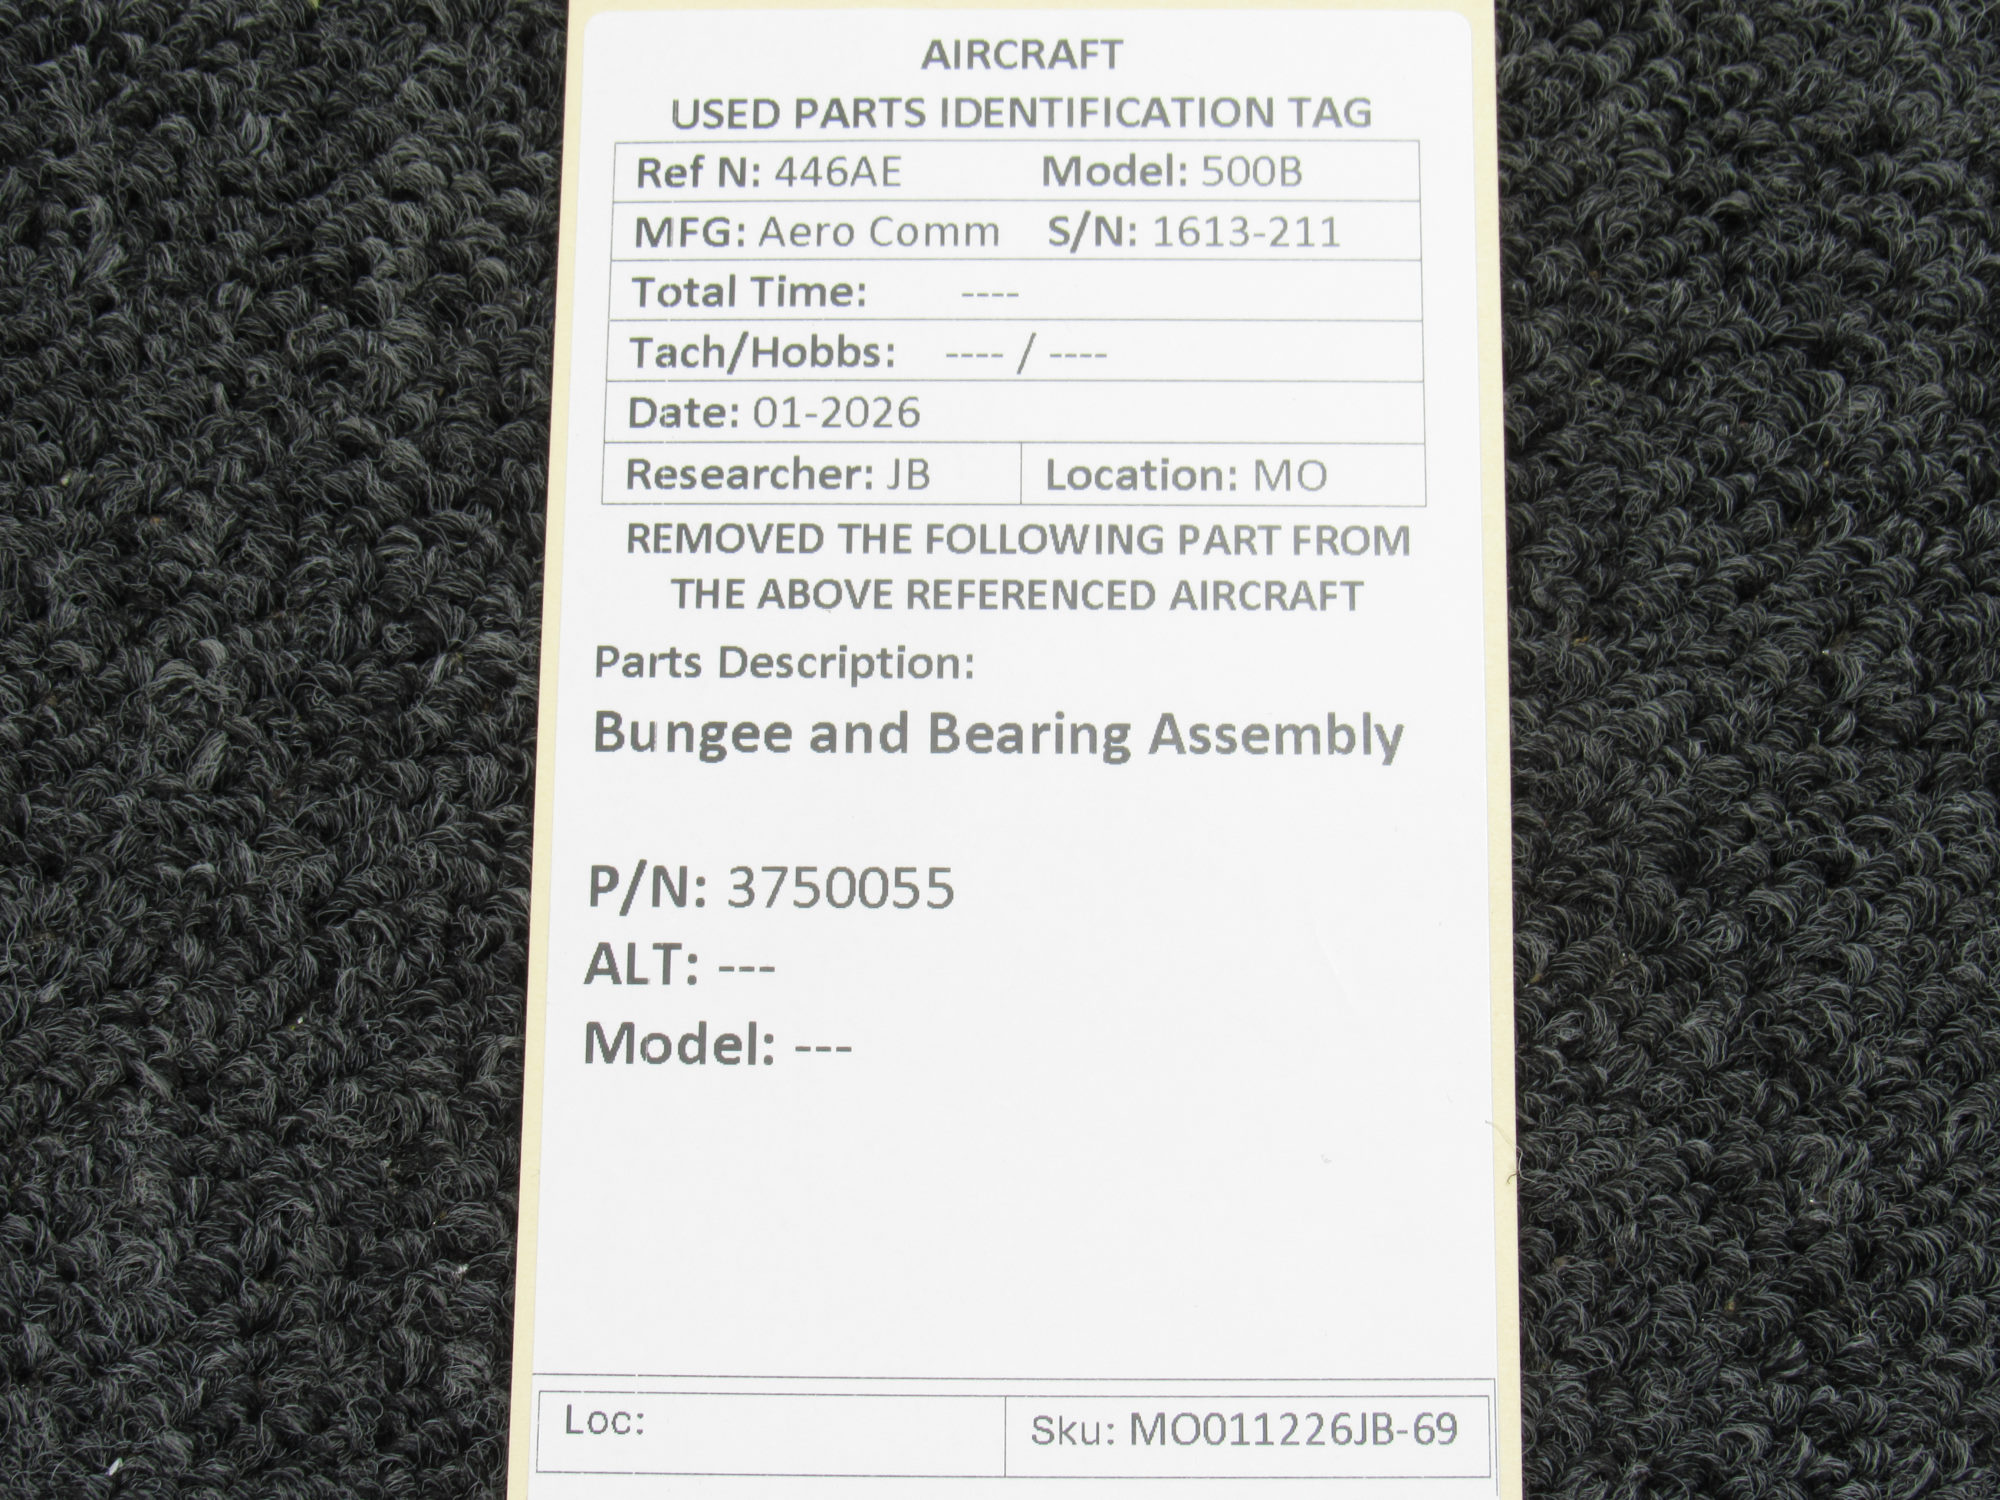 AIRCRAFT
USED PARTS IDENTIFICATION TAG
Ref N: 446AE Model: 500B
MFG: Aero Comm S/N: 1613-211
Total Time: ----
Tach/Hobbs: ---- / ----
Date: 01-2026
Researcher: JB Location: MO
REMOVED THE FOLLOWING PART FROM
THE ABOVE REFERENCED AIRCRAFT
Parts Description:
Bungee and Bearing Assembly
P/N: 3750055
ALT: ---
Model: ---
Loc: Sku: MO011226JB-69